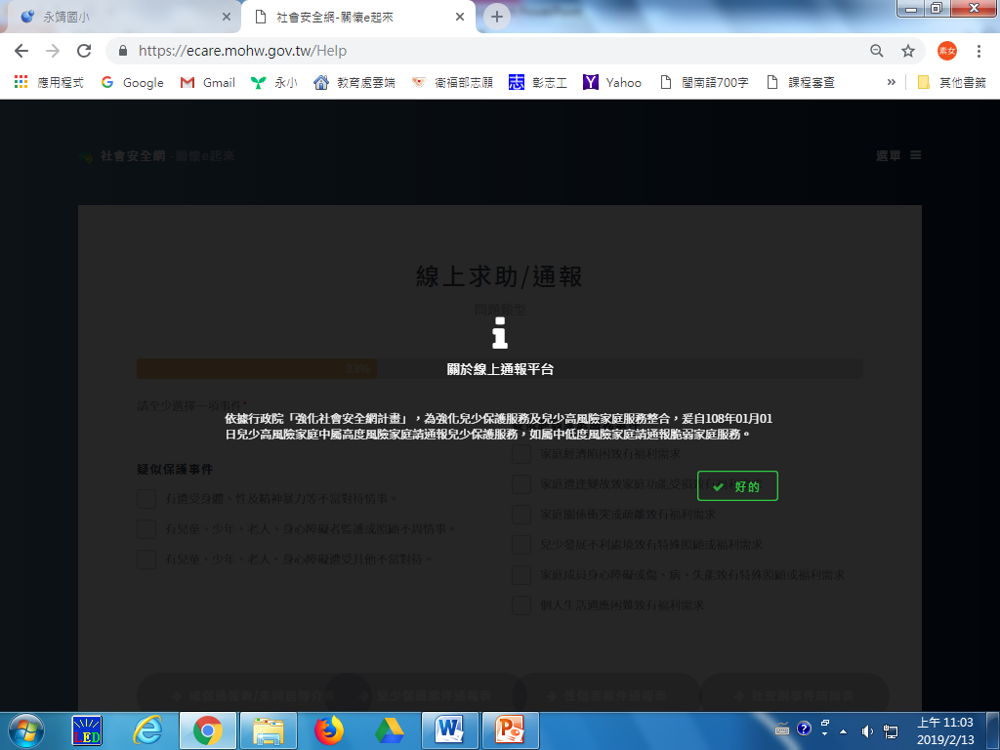 永靖國小
社會安全網-關懷e起來
https://ecare.mohw.gov.tw/Help
素女
應用程式
Google
Gmail
永小
教育處雲端
衛福部志願
志 彰志工
Yahoo
閩南語700字
課程審查
»
其他書籤
社會安全網 -關懷e起來
選單
線上求助/通報
問題類型
33%
關於線上通報平台
請至少選擇一項事件*
依據行政院「強化社會安全網計畫」，為強化兒少保護服務及兒少高風險家庭服務整合，爰自108年01月01
日兒少高風險家庭中屬高度風險家庭請通報兒少保護服務，如屬中低度風險家庭請通報脆弱家庭服務。
疑似保護事件
有遭受身體、性及精神暴力等不當對待情事。
有兒童、少年、老人、身心障礙者監護或照顧不周情事。
有兒童、少年、老人、身心障礙遭受其他不當對待。
家庭經濟陷困致有福利需求
家庭遭逢變故致家庭功能受損致有
好的
家庭關係衝突或疏離致有福利需求
兒少發展不利處境致有特殊照顧或福利需求
家庭成員身心障礙或傷、病、失能致有特殊照顧或福利需求
個人生活適應困難致有福利需求
LED
上午 11:03
2019/2/13